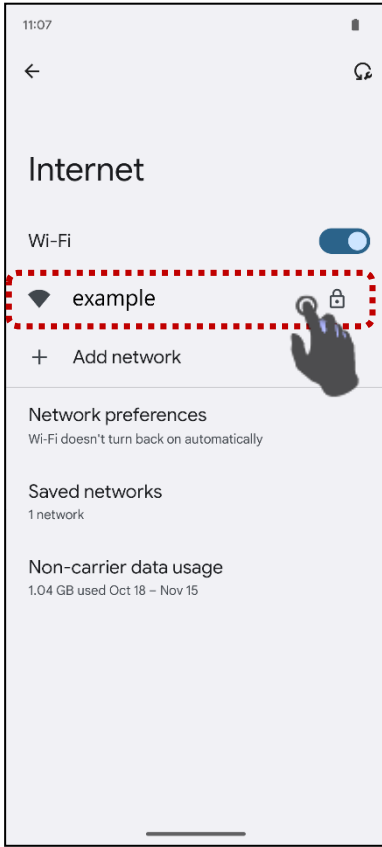 11:07
Internet
Wi-Fi
example
Add network
Network preferences
Wi-Fi doesn't turn back on automatically
Saved networks
1 network
Non-carrier data usage
1.04 GB used Oct 18 – Nov 15